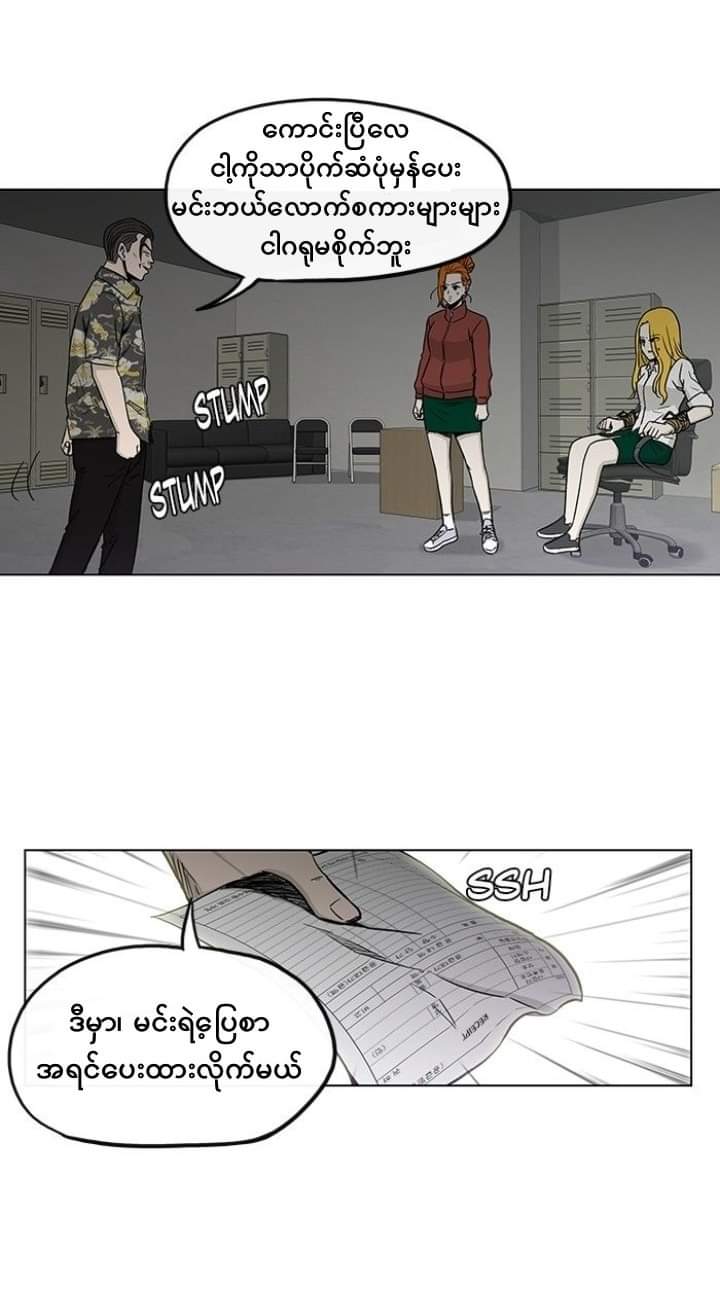 ကောင်းပြီလေ
ငါ့ကိုသာပိုက်ဆံပုံမှန်ပေး
မင်းဘယ်လောက်စကားများများ
ငါဂရုမစိုက်ဘူး
STUMP
STUMP
SSH
RECEIPT
ဒီမှာ၊ မင်းရဲ့ပြေစာ
အရင်ပေးထားလိုက်မယ်